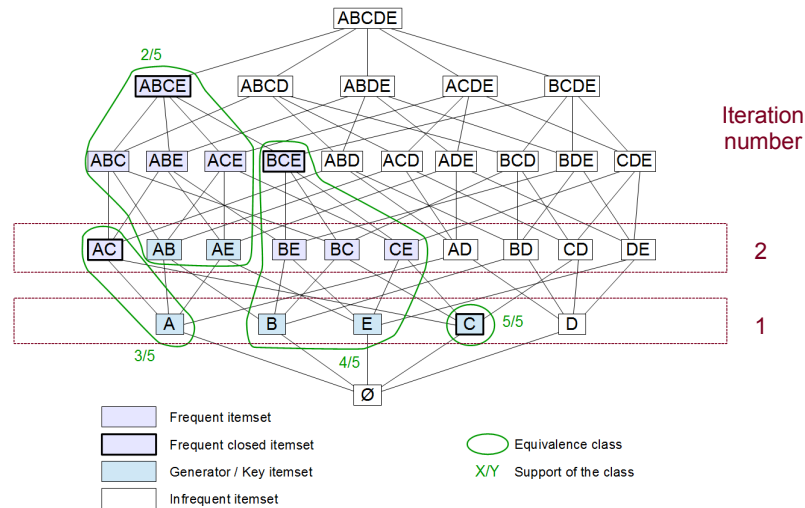 ABCDE
2/5
ABCE ABCD ABDE ACDE BCDE
Iteration
number
ABC ABE ACE BCE ABD ACD ADE BCD BDE CDE
AC AB AE BE BC CE AD BD CD DE 2
A B E C 5/5 D 1
3/5 4/5
Ø
Frequent itemset
Frequent closed itemset Equivalence class
Generator / Key itemset X/Y Support of the class
Infrequent itemset